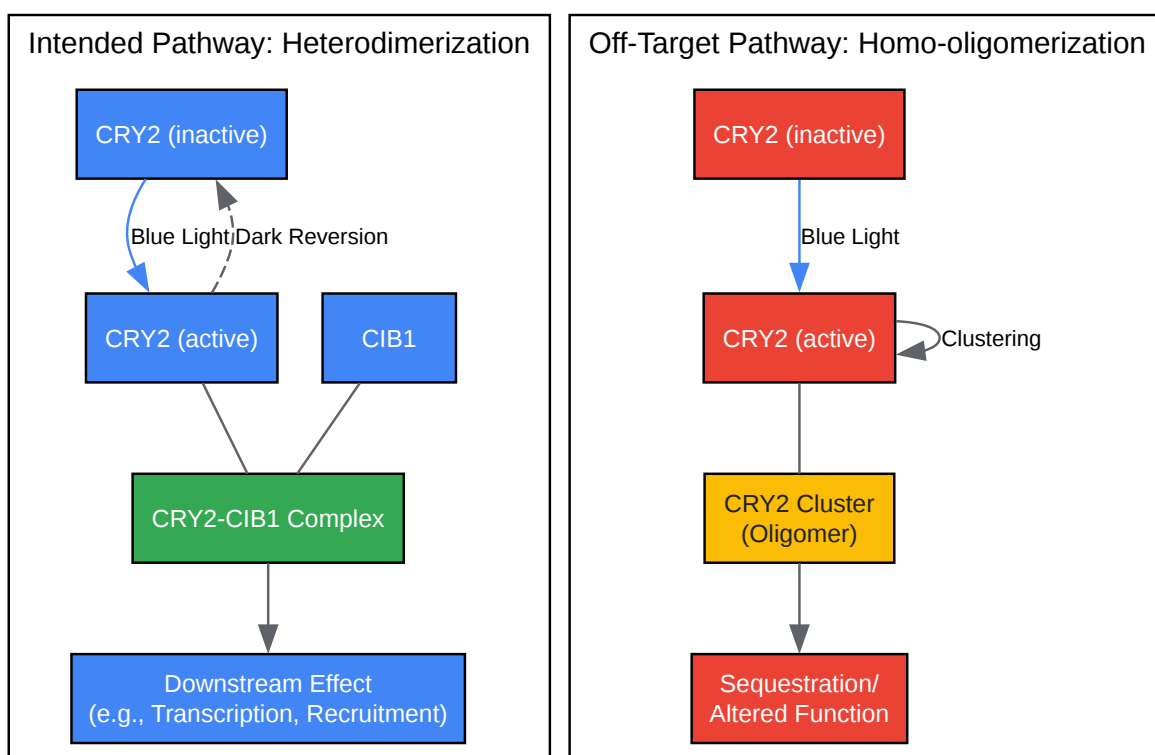 Intended Pathway: Heterodimerization
CRY2 (inactive)
Blue Light
Dark Reversion
CRY2 (active)
CIB1
CRY2-CIB1 Complex
Downstream Effect
(e.g., Transcription, Recruitment)
Off-Target Pathway: Homo-oligomerization
CRY2 (inactive)
Blue Light
CRY2 (active)
Clustering
CRY2 Cluster
(Oligomer)
Sequestration/
Altered Function